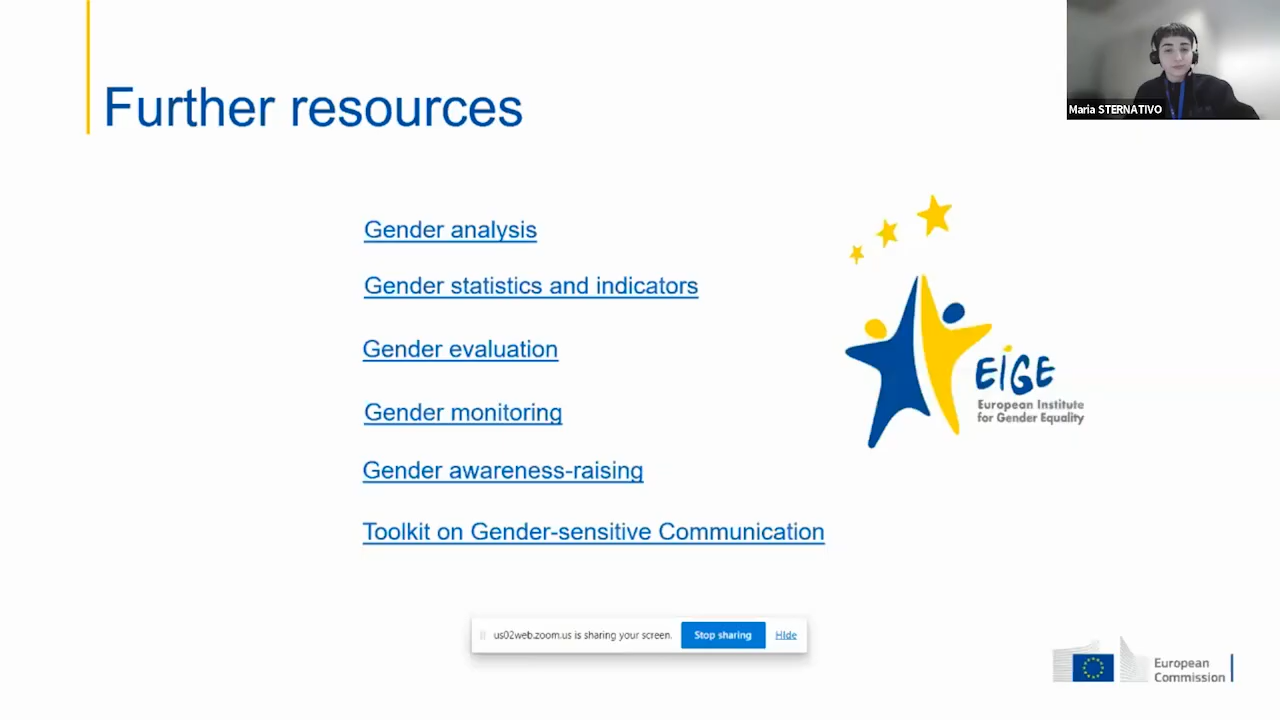 Maria STERNATIVO
Further resources
Gender analysis
Gender statistics and indicators
Gender evaluation
Gender monitoring
Gender awareness-raising
Toolkit on Gender-sensitive Communication
EIGE
European Institute
for Gender Equality
us02web.zoom.us is sharing your screen.
Stop sharing
Hide
European
Commission